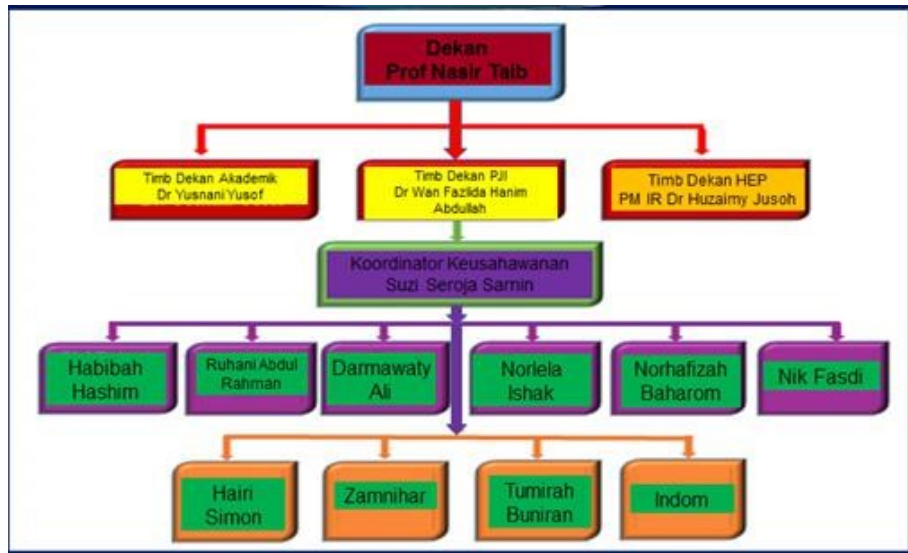 Dekan
Prof Nasir Taib
Timb Dekan Akademik
Dr Yusnani Yusof
Timb Dekan PJI
Dr Wan Fazlida Hanim
Abdullah
Timb Dekan HEP
PM IR Dr Huzaimy Jusoh
Koordinator Keusahawanan
Suzi Seroja Sarnin
Habibah
Hashim
Ruhani Abdul
Rahman
Darmawaty
Ali
Norlela
Ishak
Norhafizah
Baharom
Nik Fasdi
Hairi
Simon
Zamnihar
Tumirah
Buniran
Indom